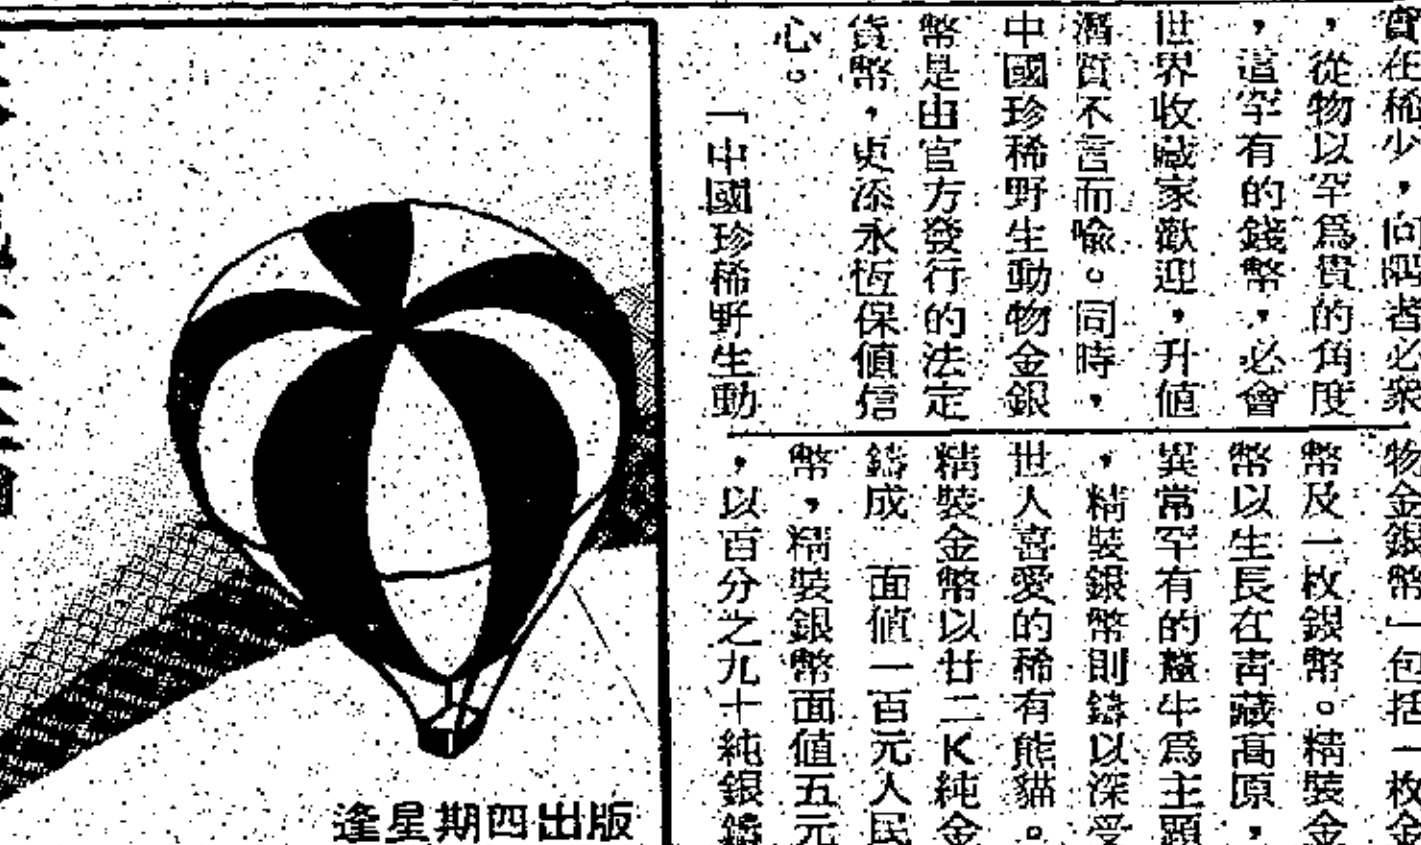 實在稀少，向隅者必衆
，從物以罕爲貴的角度
，這罕有的錢幣，必會
世界收藏家歡迎，升值
潛質不言而喻。同時，
中國珍稀野生動物金銀
幣是由官方發行的法定
貨幣，更添永恆保值信
心。
「中國珍稀野生動
物金銀幣」包括一枚金
幣及一枚銀幣。精裝金
幣以生長在青藏高原，
異常罕有的氂牛爲主題
，精裝銀幣則鑄以深受
世人喜愛的稀有熊貓。
精裝金幣以廿二K純金
鑄成 面值一百元人民
幣，精裝銀幣面值五元
，以百分之九十純銀鑄
逢星期四出版